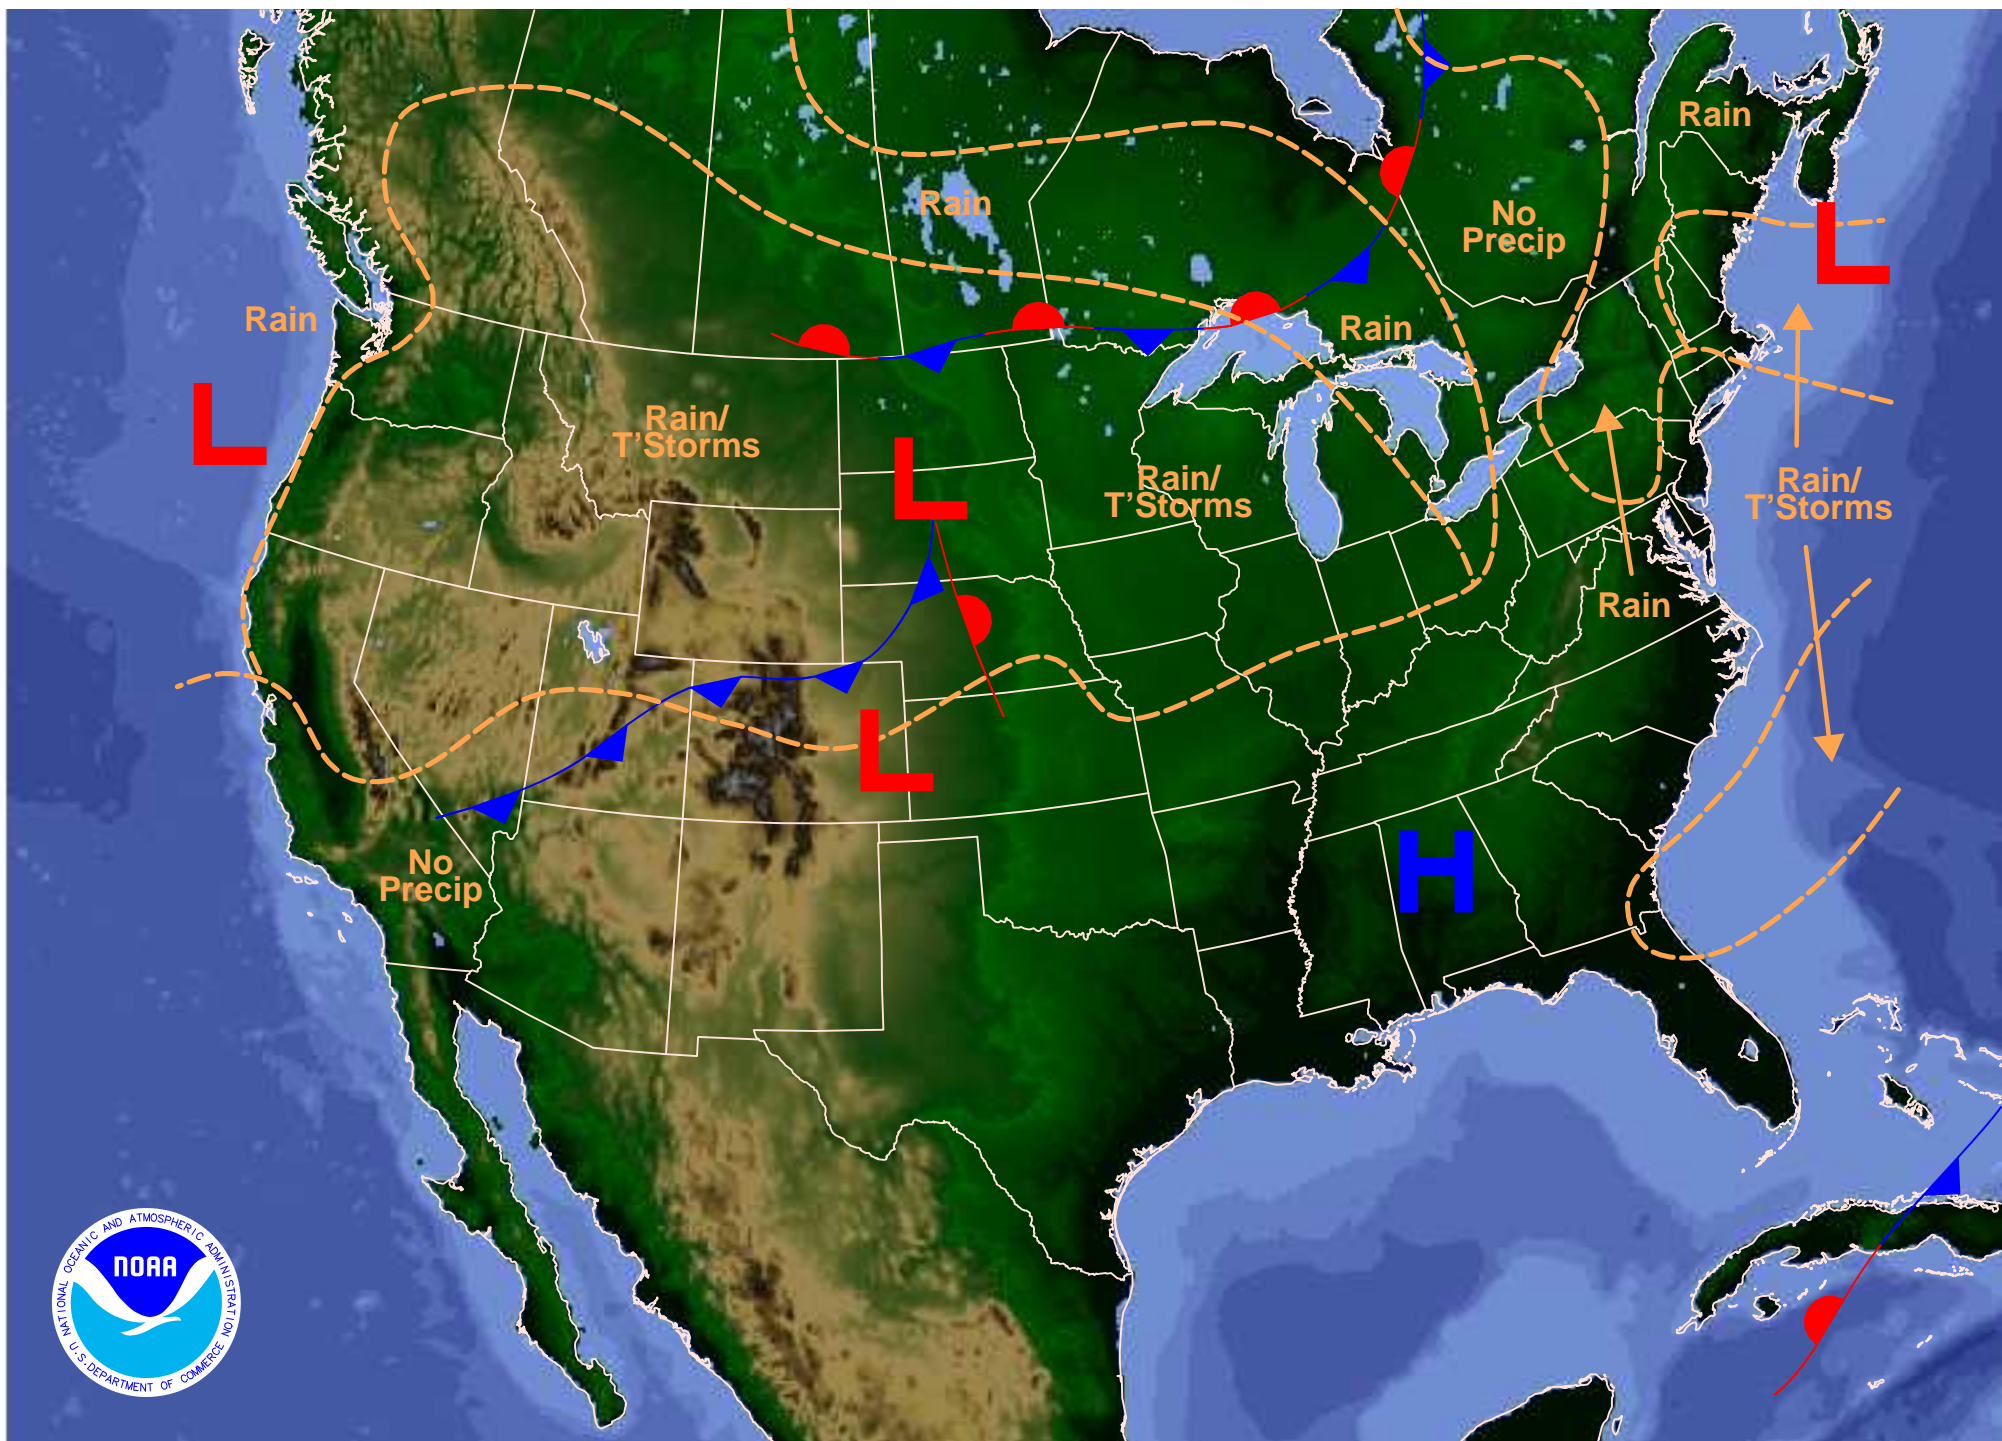 Rain
Rain
No
Precip
Rain
L
Rain
L
Rain/
T'Storms
L
Rain/
T'Storms
Rain/
T'Storms
Rain
L
H
No
Precip
NATIONAL OCEANIC AND ATMOSPHERIC ADMINISTRATION
NOAA
U.S. DEPARTMENT OF COMMERCE